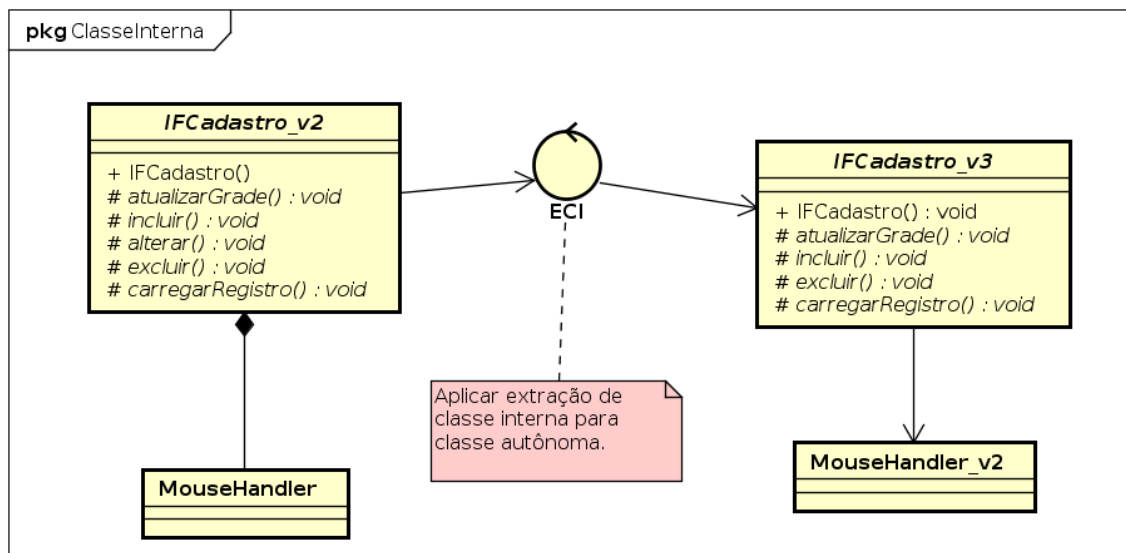 pkg ClasseInterna
IFCadastro_v2
+ IFCadastro()
# atualizarGrade() : void
# incluir() : void
# alterar() : void
# excluir() : void
# carregarRegistro() : void
ECI
IFCadastro_v3
+ IFCadastro() : void
# atualizarGrade() : void
# incluir() : void
# excluir() : void
# carregarRegistro() : void
Aplicar extração de
classe interna para
classe autônoma.
MouseHandler
MouseHandler_v2